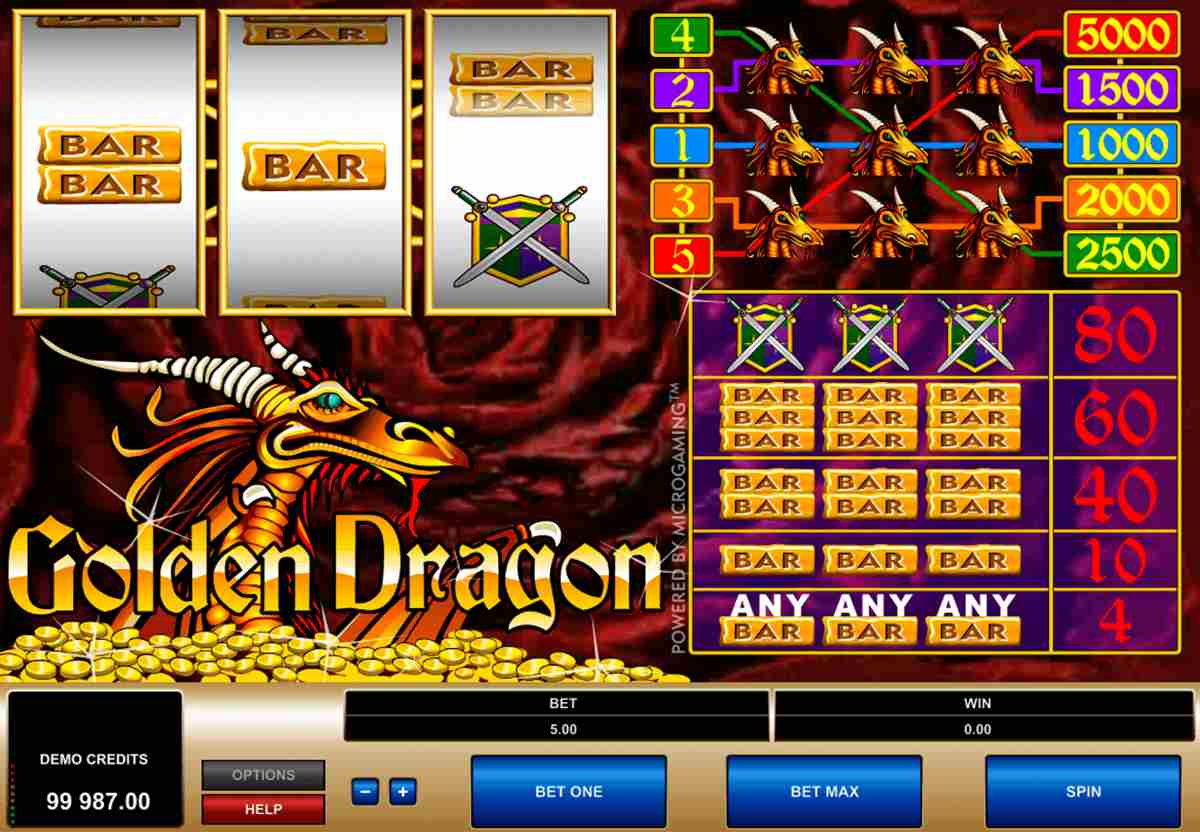 BAR
BAR
BAR
BAR
BAR
BAR
4
2
1
3
5
5000
1500
1000
2000
2500
80
BAR BAR BAR
BAR BAR BAR
BAR BAR BAR
60
BAR BAR BAR
BAR BAR BAR
40
BAR BAR BAR
10
ANY ANY ANY
BAR BAR BAR
4
POWERED BY MICROGAMING™
Golden Dragon
DEMO CREDITS
99 987.00
OPTIONS
HELP
BET
5.00
WIN
0.00
-
+
BET ONE
BET MAX
SPIN